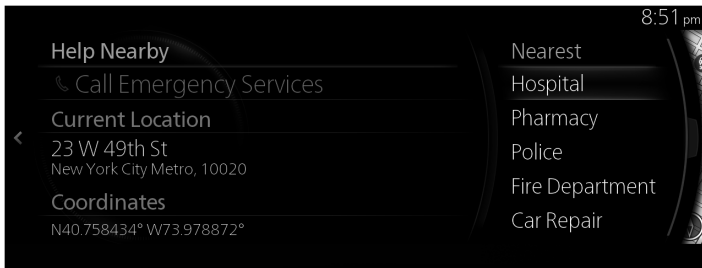 8:51 pm
Help Nearby
Call Emergency Services
Current Location
23 W 49th St
New York City Metro, 10020
Coordinates
N40.758434° W73.978872°
Nearest
Hospital
Pharmacy
Police
Fire Department
Car Repair